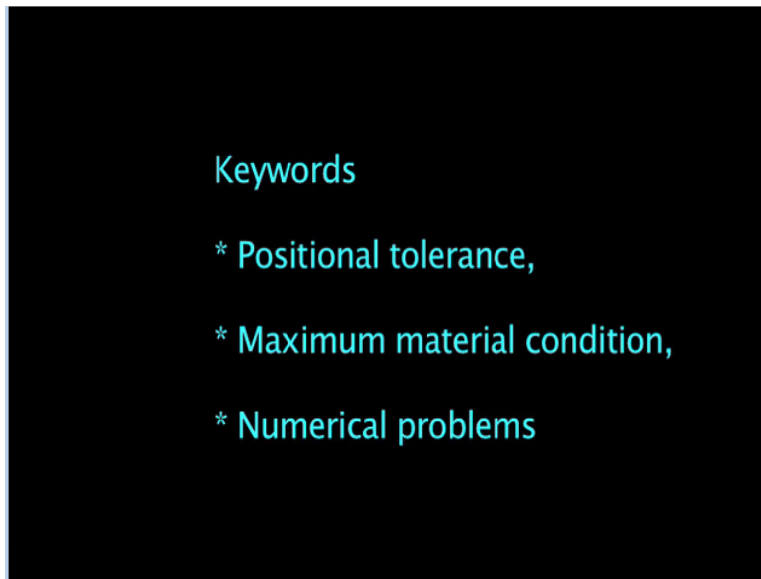 Keywords
* Positional tolerance,
* Maximum material condition,
* Numerical problems